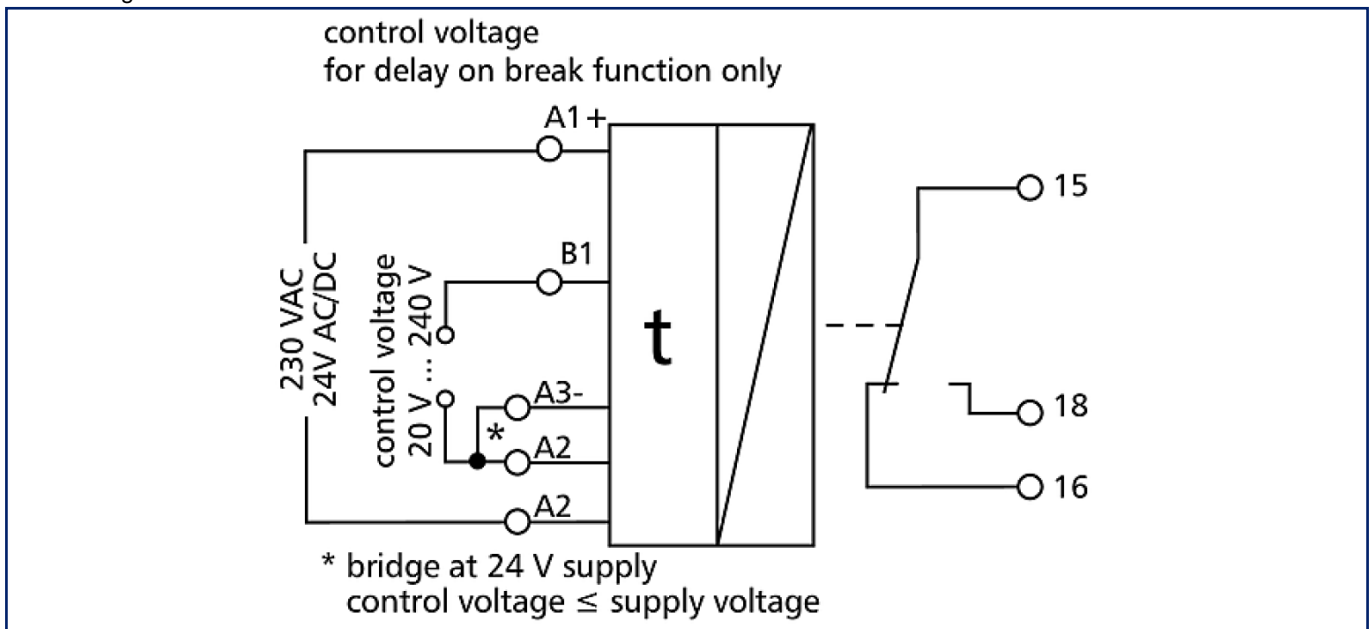 control voltage
for delay on break function only
A1+
15
B1
230 VAC
24V AC/DC
control voltage
20 V ... 240 V
t
A3-
*
A2
18
A2
16
* bridge at 24 V supply
control voltage ≤ supply voltage